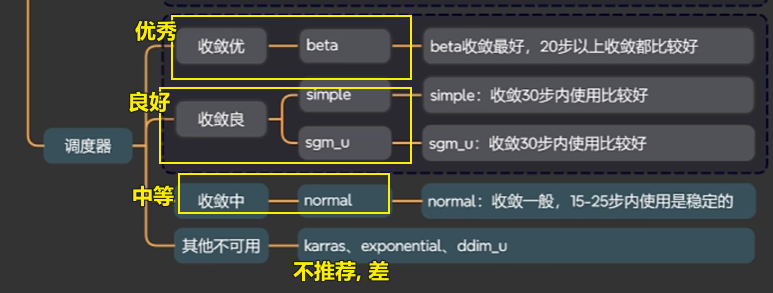 优秀
收敛优
beta
beta收敛最好，20步以上收敛都比较好
良好
simple
simple：收敛30步内使用比较好
收敛良
sgm_u
sgm_u：收敛30步内使用比较好
调度器
中等
收敛中
normal
normal：收敛一般，15-25步内使用是稳定的
其他不可用
karras、exponential、ddim_u
不推荐, 差